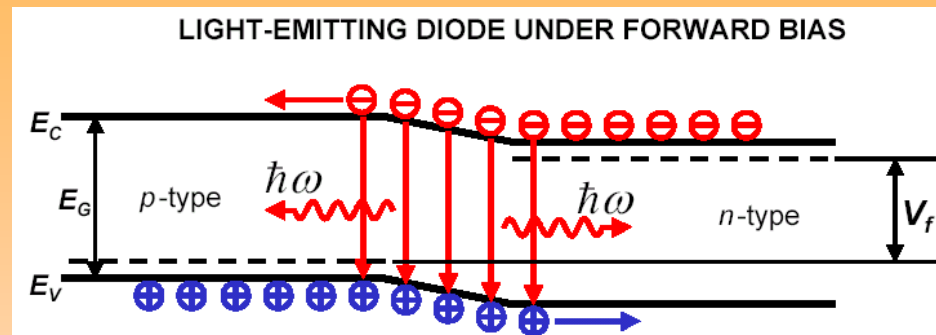 LIGHT-EMITTING DIODE UNDER FORWARD BIAS
E_C
E_G
p-type
ħω
ħω
n-type
V_f
E_V